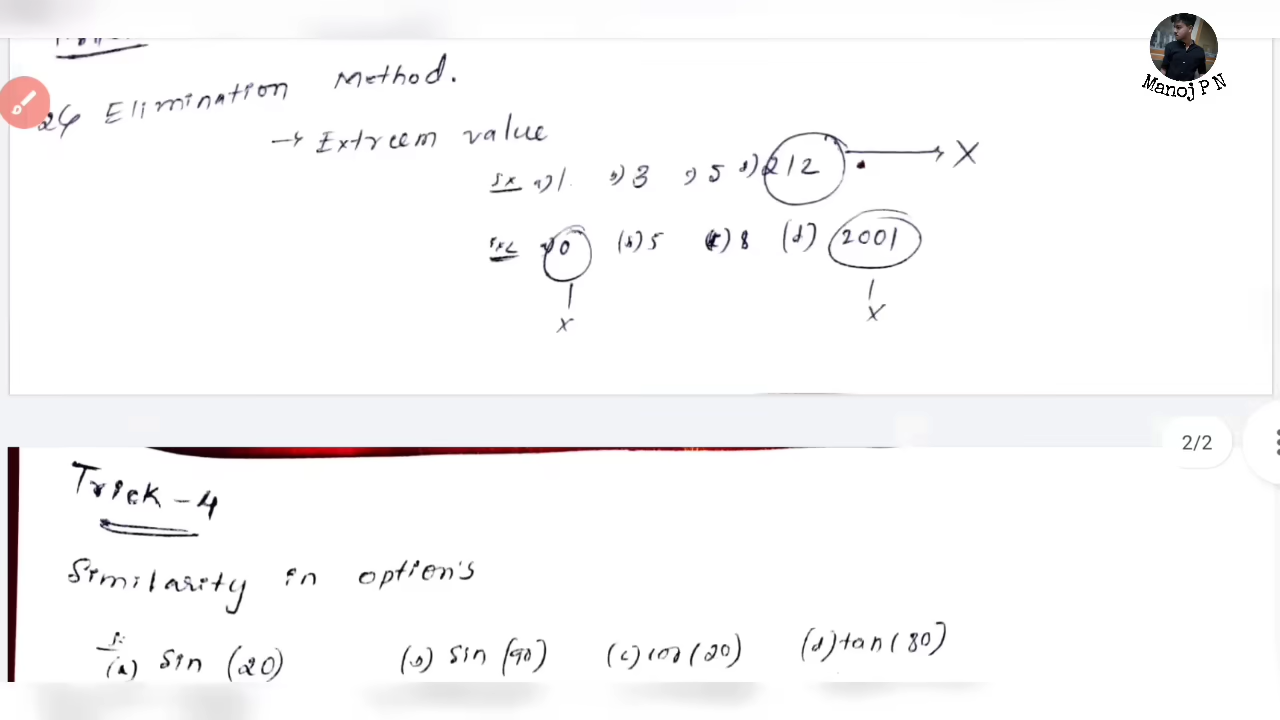 Manoj P N
Elimination Method.
→ Extreem value
Ex a) 1. b) 3 c) 5 d) 212 → X
Ex2 0 (b) 5 (c) 8 (d) 2001
X X
2/2
Trick - 4
Similarity in option's
Ex (a) sin (20) (b) sin (90) (c) cos (20) (d) tan (80)